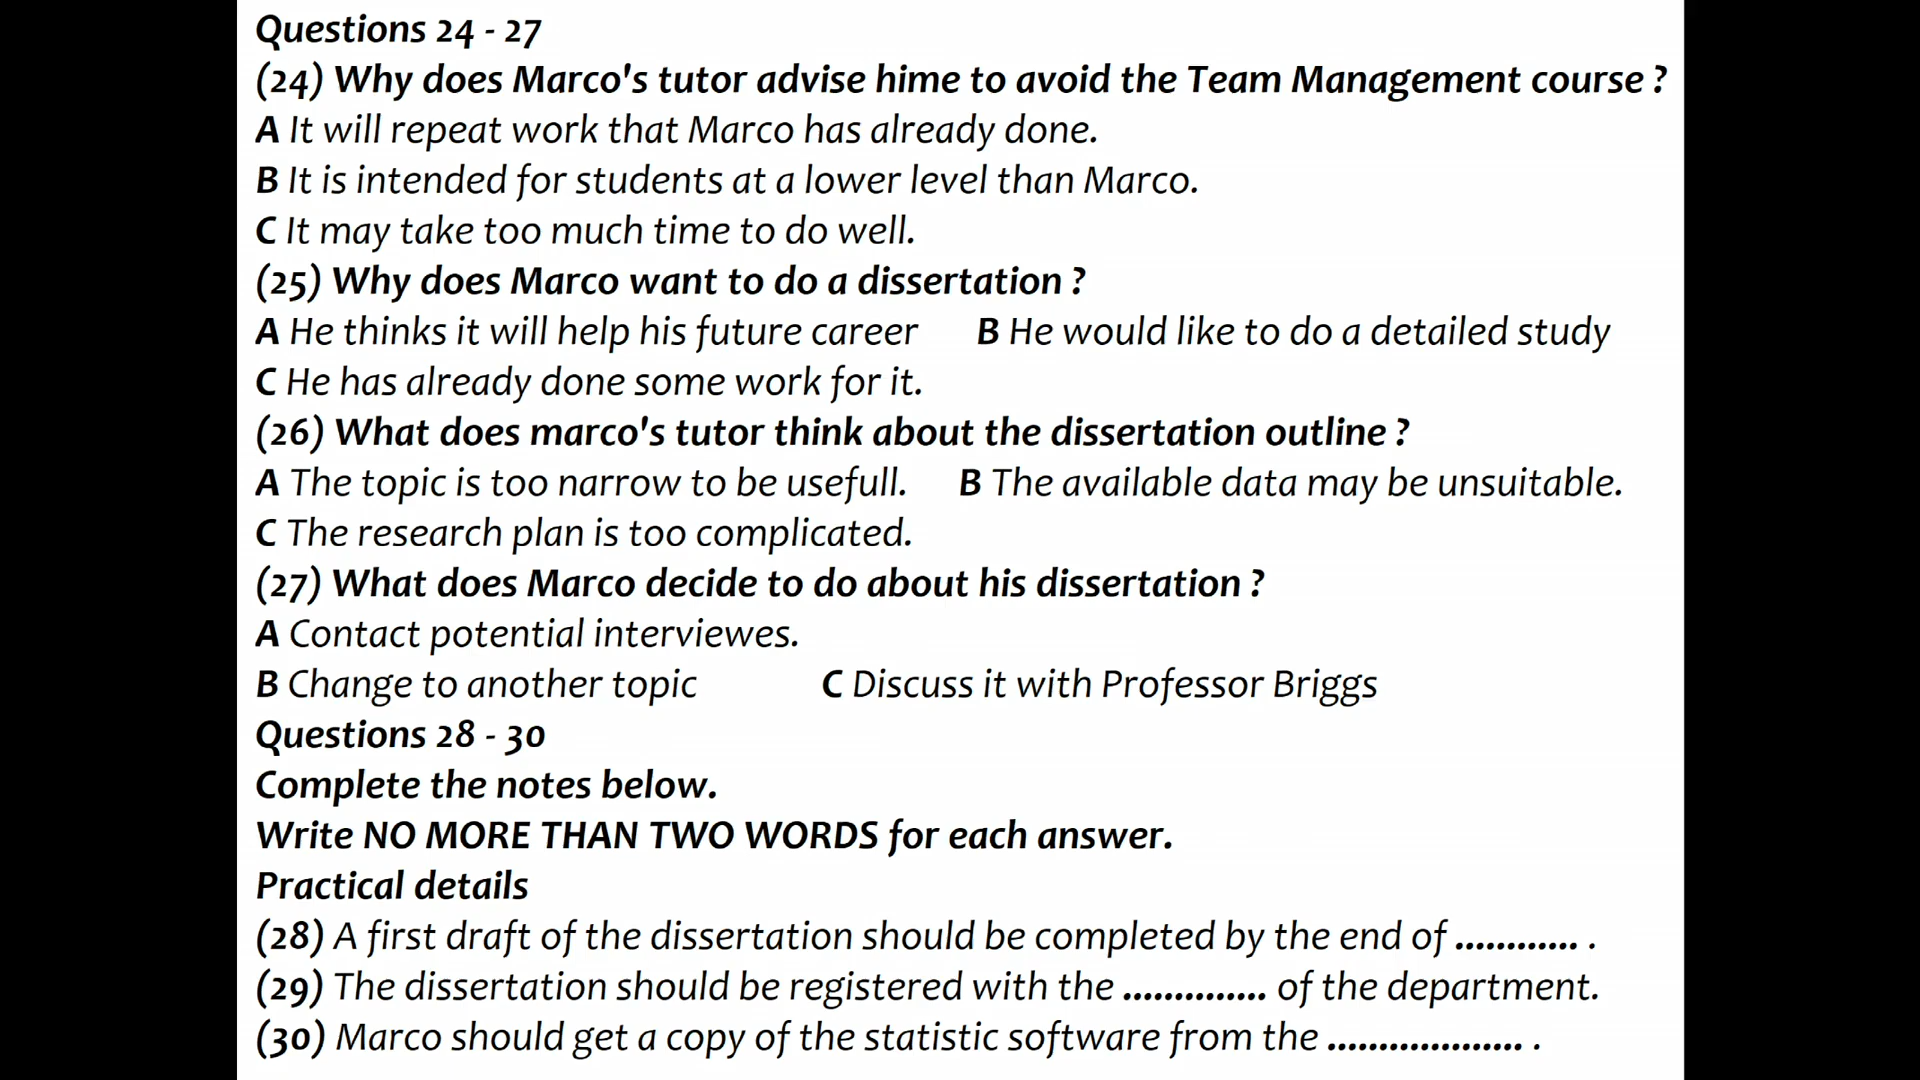 Questions 24 - 27
(24) Why does Marco's tutor advise hime to avoid the Team Management course ?
A It will repeat work that Marco has already done.
B It is intended for students at a lower level than Marco.
C It may take too much time to do well.
(25) Why does Marco want to do a dissertation ?
A He thinks it will help his future career B He would like to do a detailed study
C He has already done some work for it.
(26) What does marco's tutor think about the dissertation outline ?
A The topic is too narrow to be usefull. B The available data may be unsuitable.
C The research plan is too complicated.
(27) What does Marco decide to do about his dissertation ?
A Contact potential interviewes.
B Change to another topic C Discuss it with Professor Briggs
Questions 28 - 30
Complete the notes below.
Write NO MORE THAN TWO WORDS for each answer.
Practical details
(28) A first draft of the dissertation should be completed by the end of ............ .
(29) The dissertation should be registered with the .............. of the department.
(30) Marco should get a copy of the statistic software from the ................... .